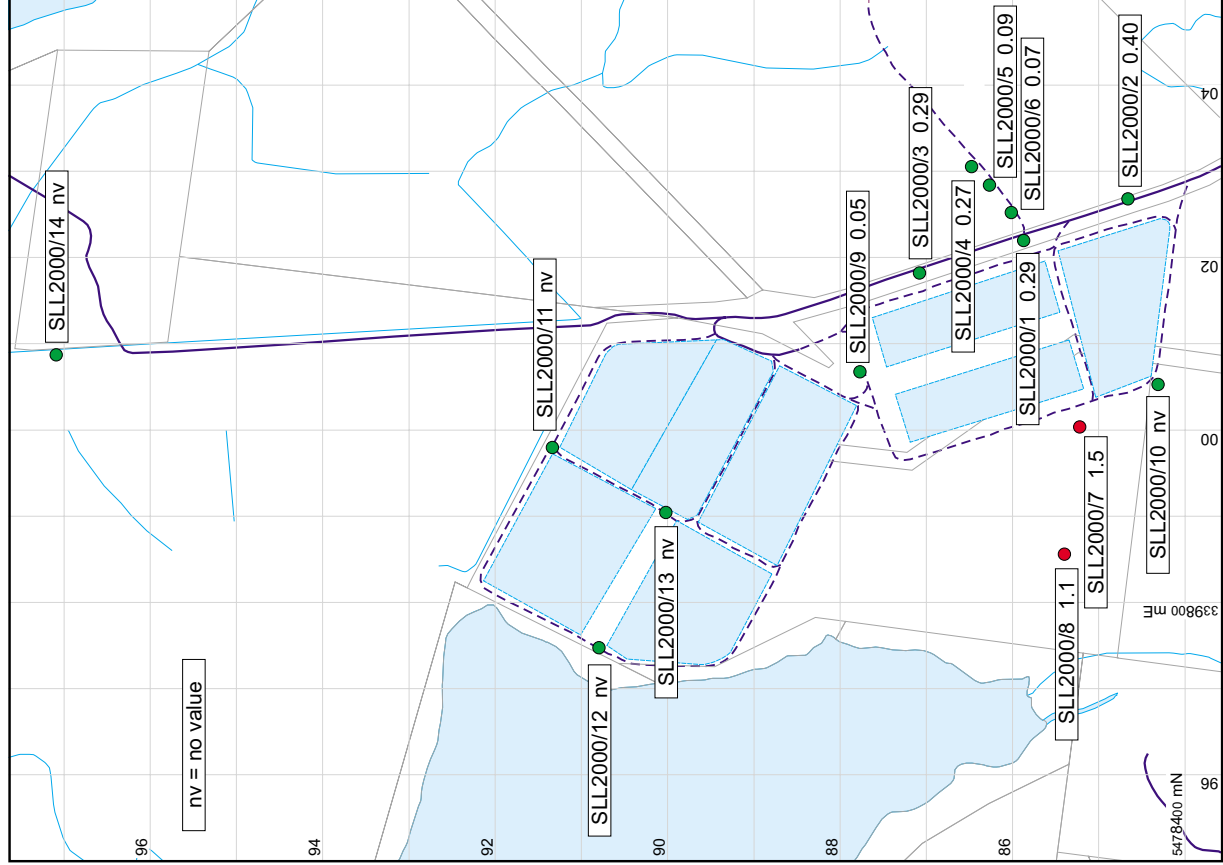 SLL2000/14 nv
SLL2000/11 nv
SLL2000/9 0.05
SLL2000/3 0.29
SLL2000/4 0.27
SLL2000/5 0.09
SLL2000/6 0.07
SLL2000/2 0.40
SLL2000/1 0.29
SLL2000/10 nv
SLL2000/7 1.5
SLL2000/8 1.1
SLL2000/13 nv
SLL2000/12 nv
nv = no value
96
94
92
90
88
86
5478400 mN
04
02
00
339800 mE
96